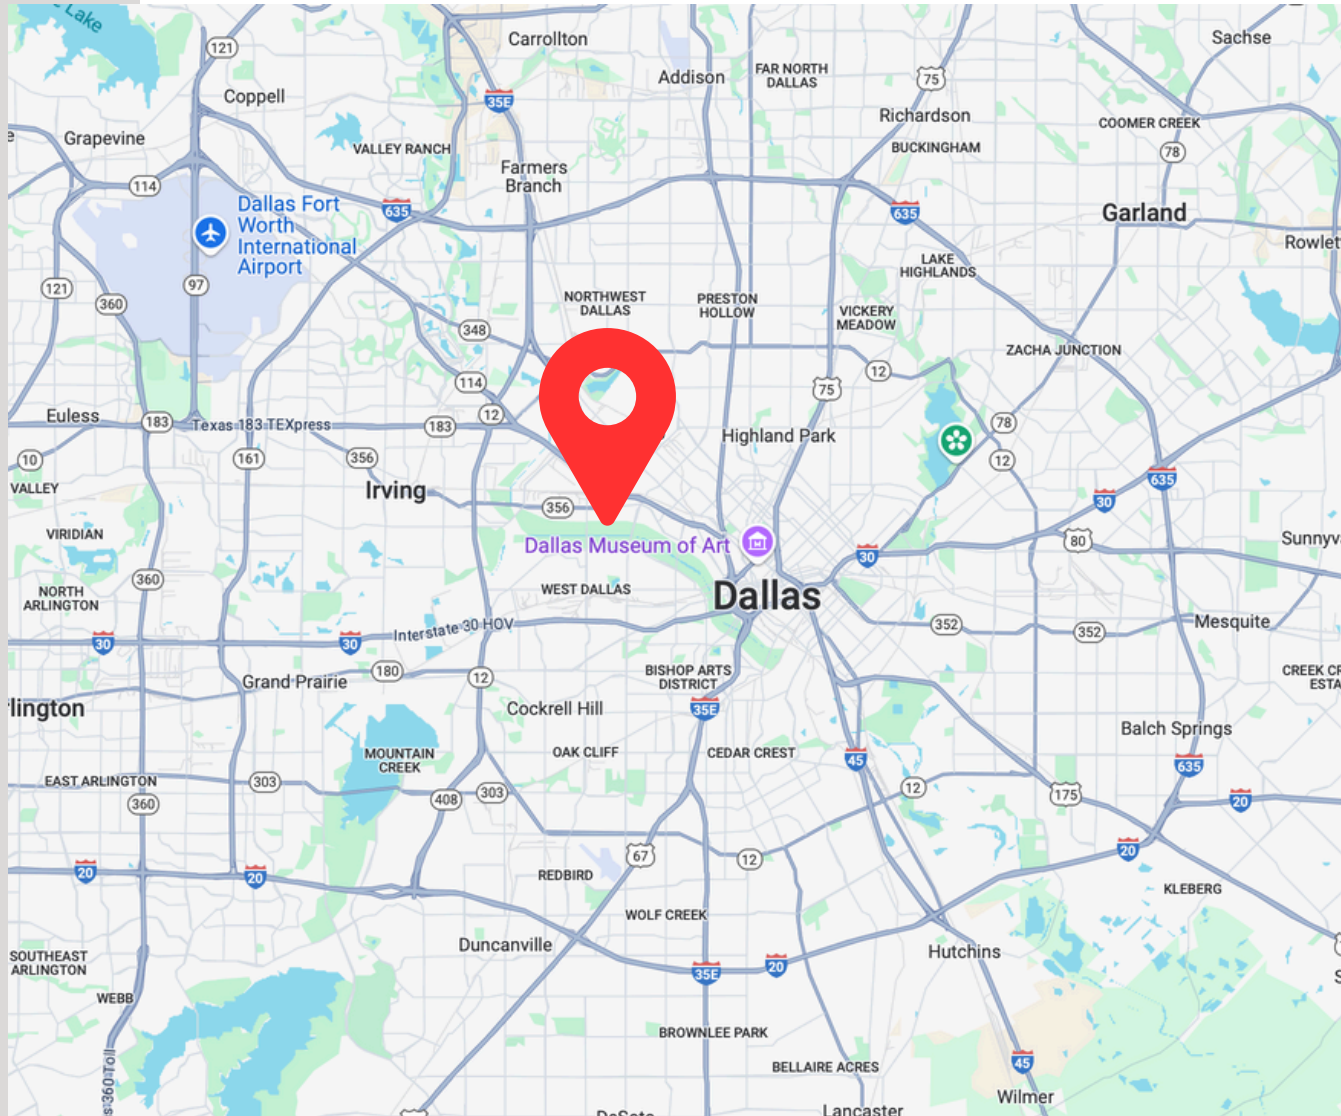 Lake
121
Carrollton
Sachse
Addison
FAR NORTH
DALLAS
75
35E
Coppell
Richardson
COOMER CREEK
Grapevine
VALLEY RANCH
BUCKINGHAM
78
Farmers
Branch
114
635
635
Dallas Fort
Worth
International
Airport
Garland
Rowlet
LAKE
HIGHLANDS
97
121
360
NORTHWEST
DALLAS
PRESTON
HOLLOW
VICKERY
MEADOW
348
ZACHA JUNCTION
12
114
75
Euless
183
Texas 183 TEXpress
183
12
78
Highland Park
10
161
356
12
VALLEY
Irving
356
30
635
VIRIDIAN
Dallas Museum of Art
80
Sunnyva
30
360
NORTH
ARLINGTON
WEST DALLAS
Dallas
352
352
Mesquite
30
30
Interstate 30 HOV
180
12
Grand Prairie
BISHOP ARTS
DISTRICT
CREEK CR
ESTA
rlington
Cockrell Hill
35E
Balch Springs
MOUNTAIN
CREEK
OAK CLIFF
CEDAR CREST
45
635
EAST ARLINGTON
303
303
408
12
175
20
360
67
12
20
20
20
REDBIRD
KLEBERG
WOLF CREEK
SOUTHEAST
ARLINGTON
Duncanville
Hutchins
35E
20
WEBB
BROWNLEE PARK
BELLAIRE ACRES
45
s 360 Toll
Wilmer
Lancaster
DeSoto